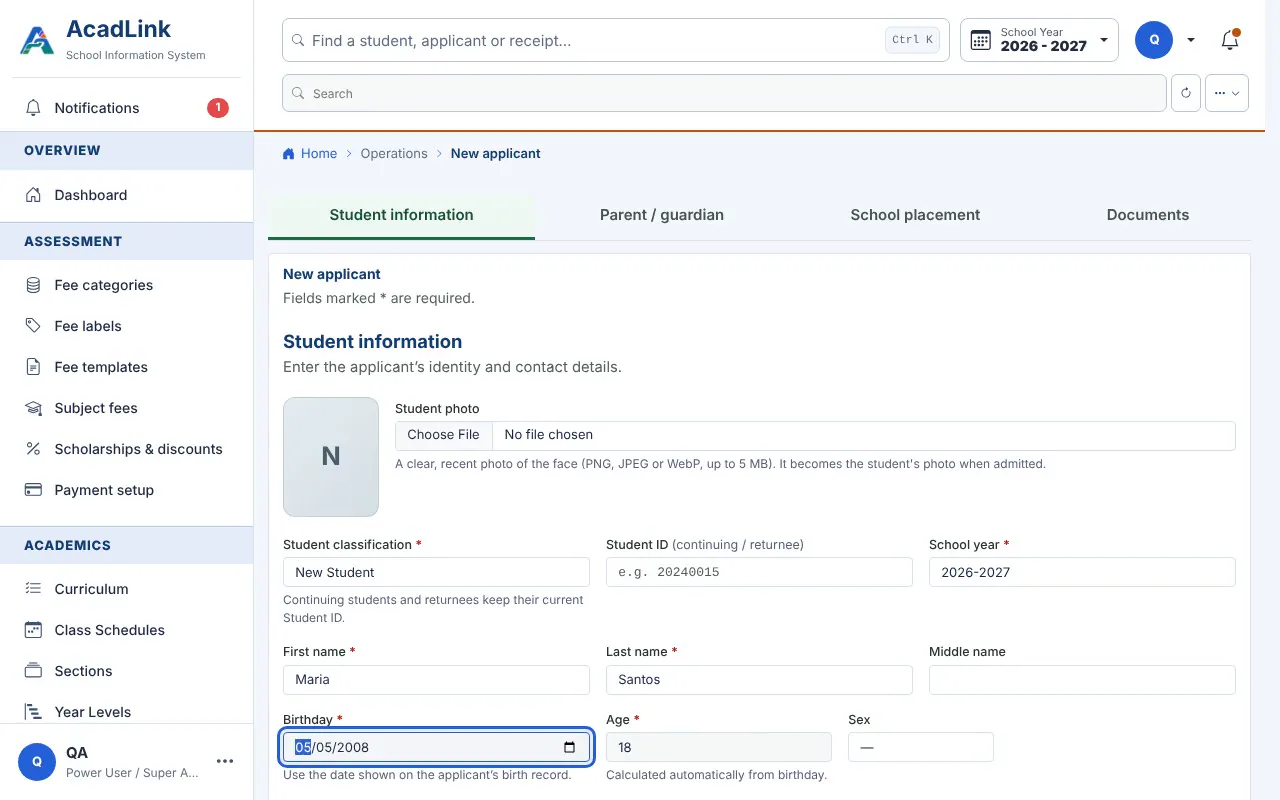 AcadLink
School Information System
Notifications
1
OVERVIEW
Dashboard
ASSESSMENT
Fee categories
Fee labels
Fee templates
Subject fees
Scholarships & discounts
Payment setup
ACADEMICS
Curriculum
Class Schedules
Sections
Year Levels
Q
QA
Power User / Super A...
Find a student, applicant or receipt...
Ctrl K
School Year
2026 - 2027
Q
Search
Home > Operations > New applicant
Student information
Parent / guardian
School placement
Documents
New applicant
Fields marked * are required.
Student information
Enter the applicant's identity and contact details.
N
Student photo
Choose File
No file chosen
A clear, recent photo of the face (PNG, JPEG or WebP, up to 5 MB). It becomes the student's photo when admitted.
Student classification *
New Student
Continuing students and returnees keep their current
Student ID.
Student ID (continuing / returnee)
e.g. 20240015
School year *
2026-2027
First name *
Maria
Last name *
Santos
Middle name
Birthday *
05/05/2008
Use the date shown on the applicant's birth record.
Age *
18
Calculated automatically from birthday.
Sex
—